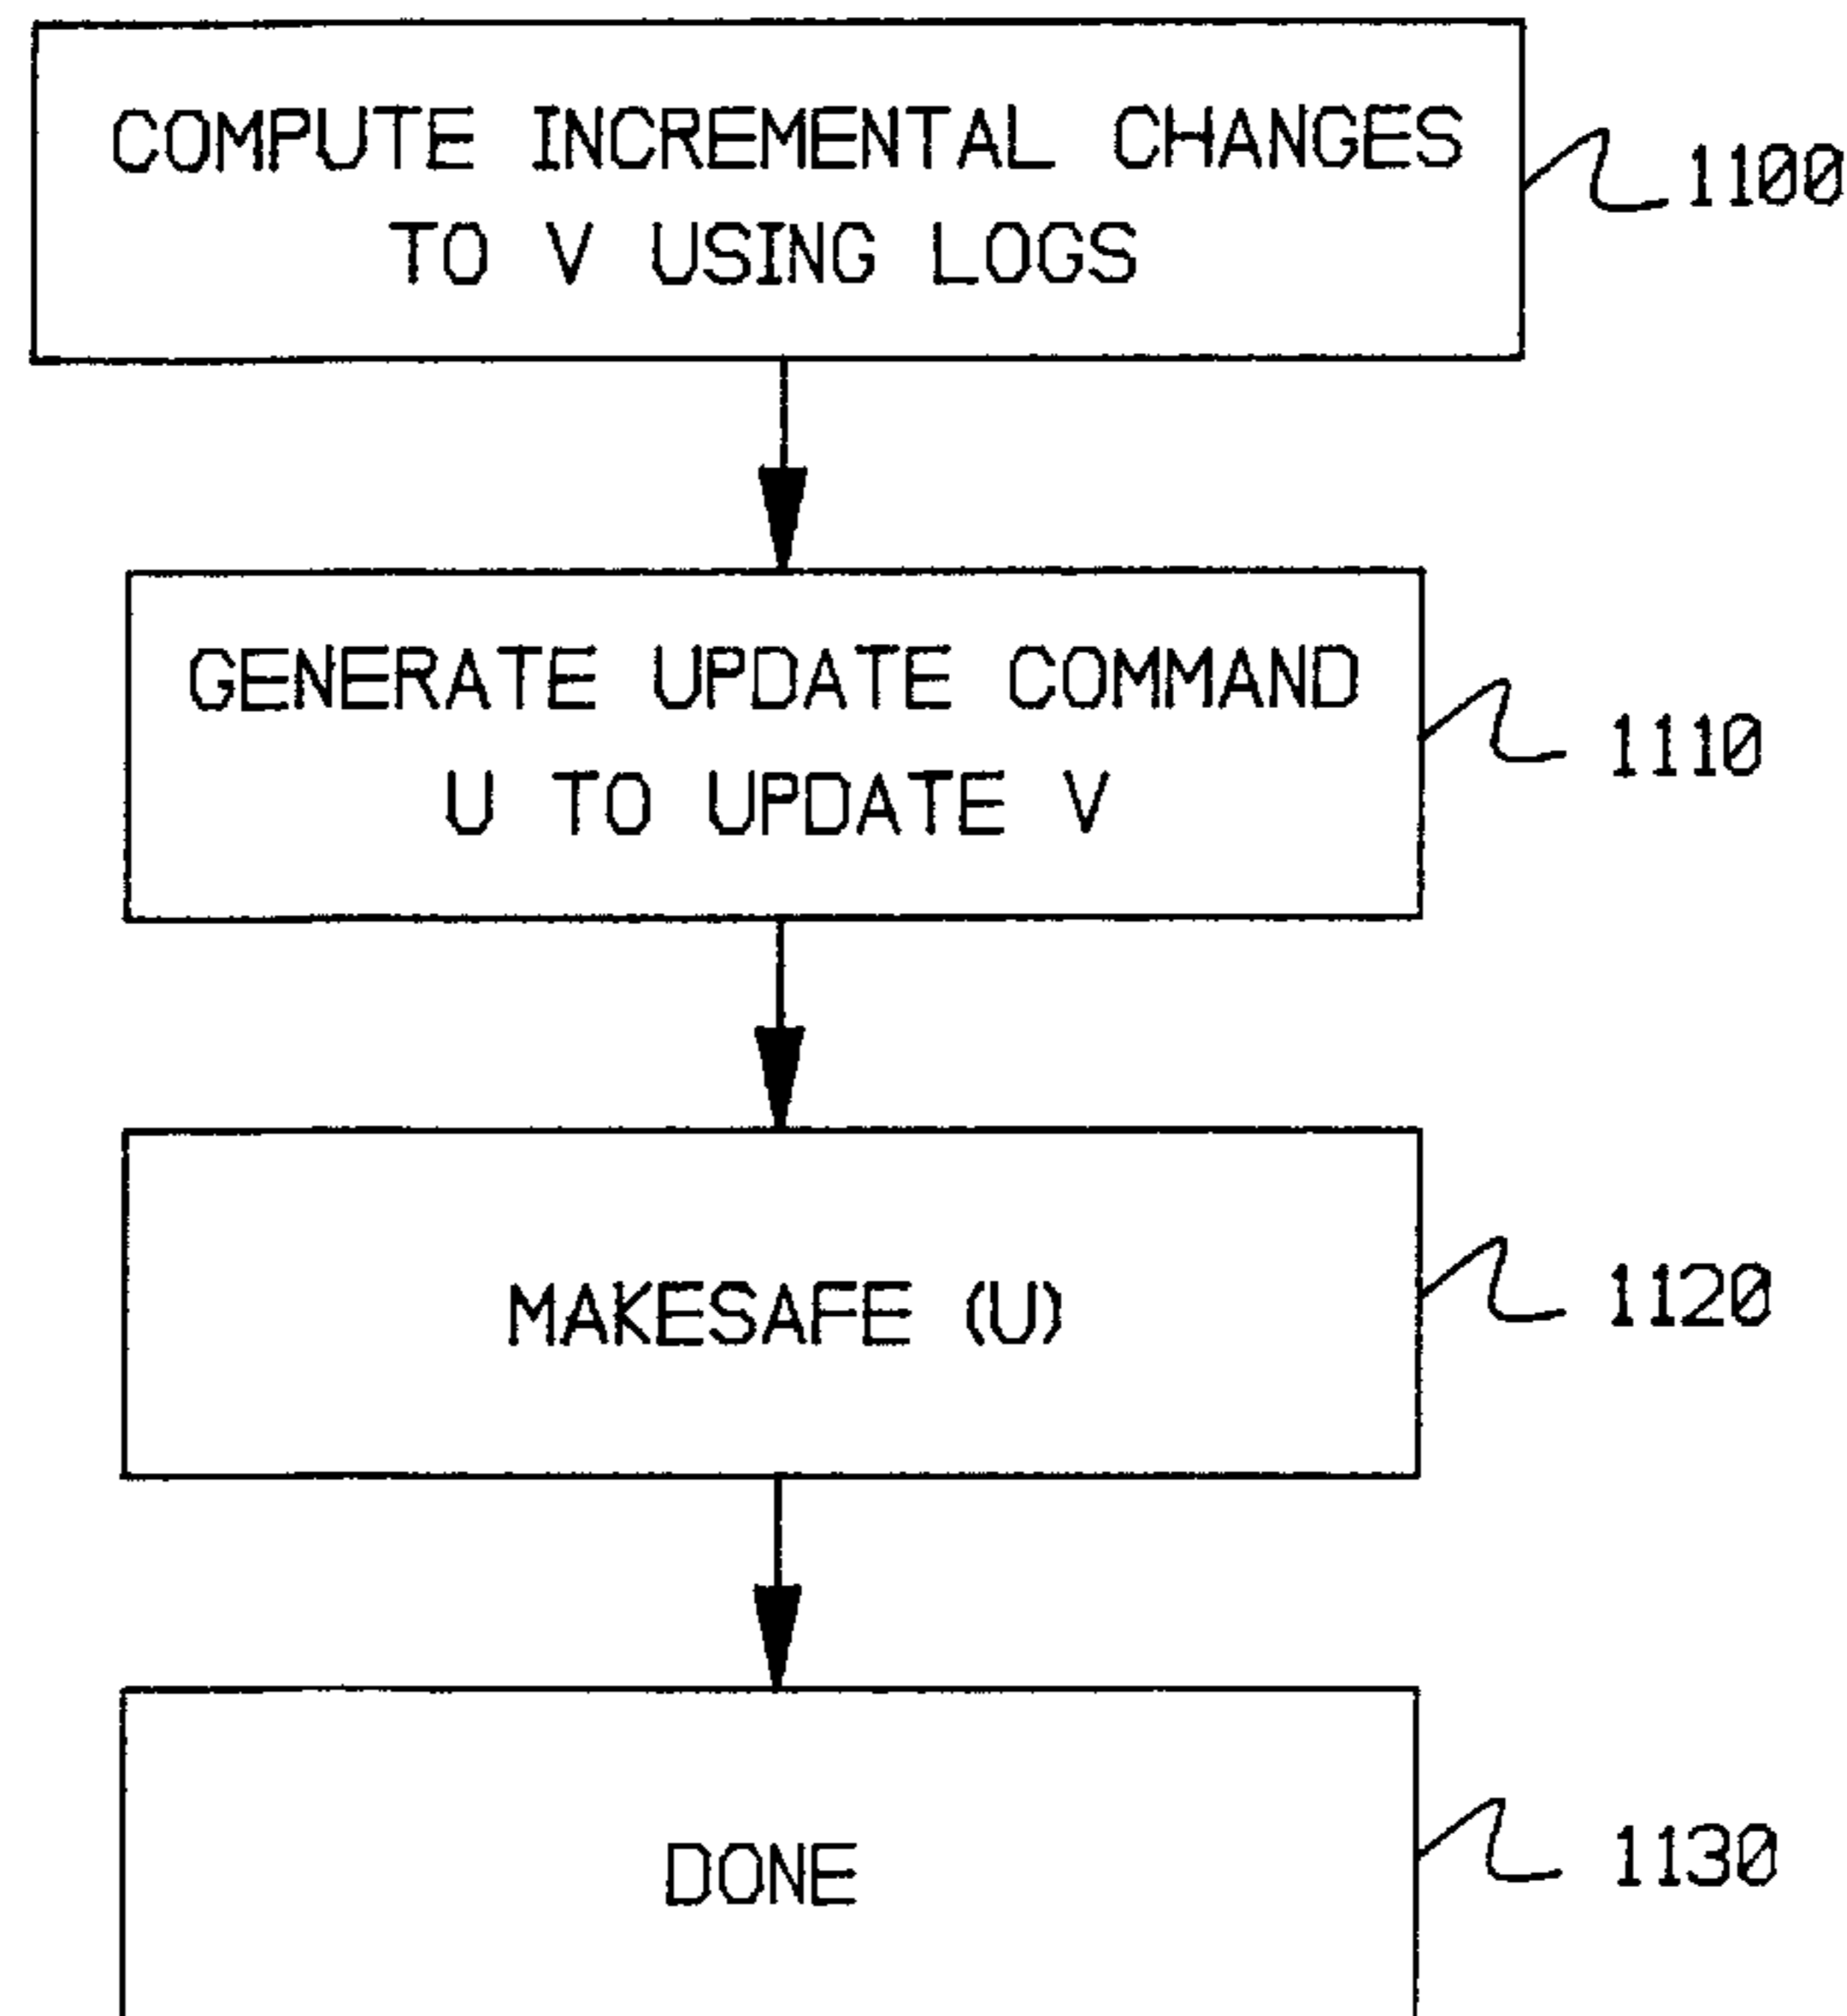 COMPUTE INCREMENTAL CHANGES
TO V USING LOGS
1100
GENERATE UPDATE COMMAND
U TO UPDATE V
1110
MAKESAFE (U)
1120
DONE
1130